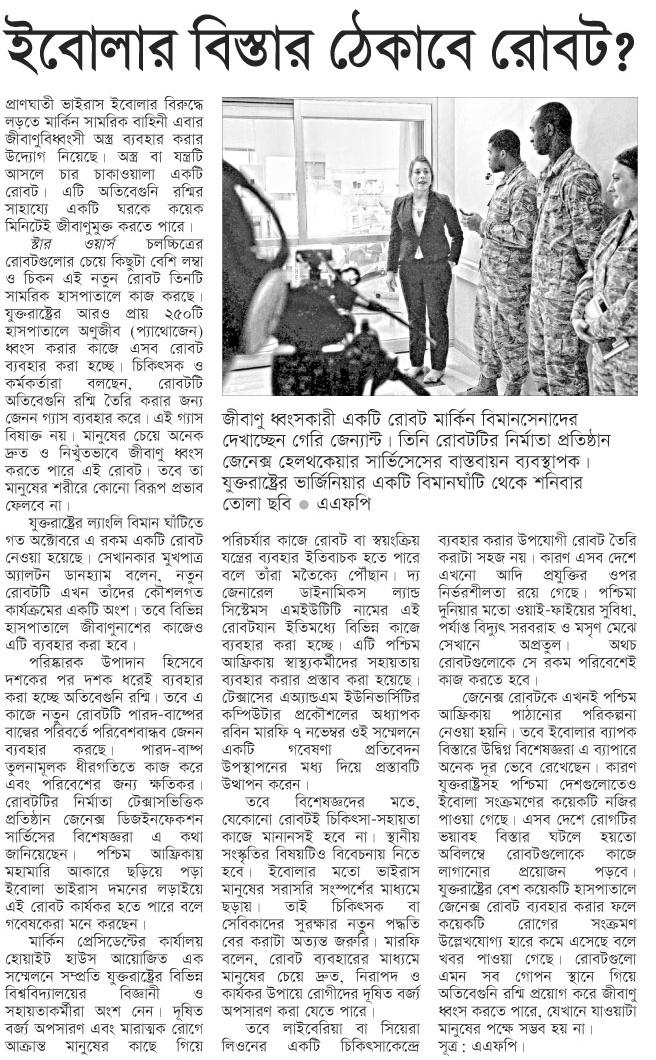 ইবোলার বিস্তার ঠেকাবে রোবট?
প্রাণঘাতী ভাইরাস ইবোলার বিরুদ্ধে
লড়তে মার্কিন সামরিক বাহিনী এবার
জীবাণুবিধ্বংসী অস্ত্র ব্যবহার করার
উদ্যোগ নিয়েছে। অস্ত্র বা যন্ত্রটি
আসলে চার চাকাওয়ালা একটি
রোবট। এটি অতিবেগুনি রশ্মির
সাহায্যে একটি ঘরকে কয়েক
মিনিটেই জীবাণুমুক্ত করতে পারে।
স্টার ওয়ার্স চলচ্চিত্রের
রোবটগুলোর চেয়ে কিছুটা বেশি লম্বা
ও চিকন এই নতুন রোবট তিনটি
সামরিক হাসপাতালে কাজ করছে।
যুক্তরাষ্ট্রের আরও প্রায় ২৫০টি
হাসপাতালে অণুজীব (প্যাথোজেন)
ধ্বংস করার কাজে এসব রোবট
ব্যবহার করা হচ্ছে। চিকিৎসক ও
কর্মকর্তারা বলছেন, রোবটটি
অতিবেগুনি রশ্মি তৈরি করার জন্য
জেনন গ্যাস ব্যবহার করে। এই গ্যাস
বিষাক্ত নয়। মানুষের চেয়ে অনেক
দ্রুত ও নিখুঁতভাবে জীবাণু ধ্বংস
করতে পারে এই রোবট। তবে তা
মানুষের শরীরে কোনো বিরূপ প্রভাব
ফেলবে না।
যুক্তরাষ্ট্রের ল্যাংলি বিমান ঘাঁটিতে
গত অক্টোবরে এ রকম একটি রোবট
নেওয়া হয়েছে। সেখানকার মুখপাত্র
অ্যালটন ডানহ্যাম বলেন, নতুন
রোবটটি এখন তাঁদের কৌশলগত
কার্যক্রমের একটি অংশ। তবে বিভিন্ন
হাসপাতালে জীবাণুনাশের কাজেও
এটি ব্যবহার করা হবে।
পরিষ্কারক উপাদান হিসেবে
দশকের পর দশক ধরেই ব্যবহার
করা হচ্ছে অতিবেগুনি রশ্মি। তবে এ
কাজে নতুন রোবটটি পারদ-বাষ্পের
বাল্বের পরিবর্তে পরিবেশবান্ধব জেনন
ব্যবহার করছে। পারদ-বাষ্প
তুলনামূলক ধীরগতিতে কাজ করে
এবং পরিবেশের জন্য ক্ষতিকর।
রোবটটির নির্মাতা টেক্সাসভিত্তিক
প্রতিষ্ঠান জেনেক্স ডিজইনফেকশন
সার্ভিসের বিশেষজ্ঞরা এ কথা
জানিয়েছেন। পশ্চিম আফ্রিকায়
মহামারি আকারে ছড়িয়ে পড়া
ইবোলা ভাইরাস দমনের লড়াইয়ে
এই রোবট কার্যকর হতে পারে বলে
গবেষকেরা মনে করছেন।
মার্কিন প্রেসিডেন্টের কার্যালয়
হোয়াইট হাউস আয়োজিত এক
সম্মেলনে সম্প্রতি যুক্তরাষ্ট্রের বিভিন্ন
বিশ্ববিদ্যালয়ের বিজ্ঞানী ও
সহায়তাকর্মীরা অংশ নেন। দূষিত
বর্জ্য অপসারণ এবং মারাত্মক রোগে
আক্রান্ত মানুষের কাছে গিয়ে
জীবাণু ধ্বংসকারী একটি রোবট মার্কিন বিমানসেনাদের
দেখাচ্ছেন গেরি জেন্যান্ট। তিনি রোবটটির নির্মাতা প্রতিষ্ঠান
জেনেক্স হেলথকেয়ার সার্ভিসেসের বাস্তবায়ন ব্যবস্থাপক।
যুক্তরাষ্ট্রের ভার্জিনিয়ার একটি বিমানঘাঁটি থেকে শনিবার
তোলা ছবি ● এএফপি
পরিচর্যার কাজে রোবট বা স্বয়ংক্রিয়
যন্ত্রের ব্যবহার ইতিবাচক হতে পারে
বলে তাঁরা মতৈক্যে পৌঁছান। দ্য
জেনারেল ডাইনামিকস ল্যান্ড
সিস্টেমস এমইউটিটি নামের এই
রোবটযান ইতিমধ্যে বিভিন্ন কাজে
ব্যবহার করা হচ্ছে। এটি পশ্চিম
আফ্রিকায় স্বাস্থ্যকর্মীদের সহায়তায়
ব্যবহার করার প্রস্তাব করা হয়েছে।
টেক্সাসের এঅ্যান্ডএম ইউনিভার্সিটির
কম্পিউটার প্রকৌশলের অধ্যাপক
রবিন মারফি ৭ নভেম্বর ওই সম্মেলনে
একটি গবেষণা প্রতিবেদন
উপস্থাপনের মধ্য দিয়ে প্রস্তাবটি
উত্থাপন করেন।
তবে বিশেষজ্ঞদের মতে,
যেকোনো রোবটই চিকিৎসা-সহায়তা
কাজে মানানসই হবে না। স্থানীয়
সংস্কৃতির বিষয়টিও বিবেচনায় নিতে
হবে। ইবোলার মতো ভাইরাস
মানুষের সরাসরি সংস্পর্শের মাধ্যমে
ছড়ায়। তাই চিকিৎসক বা
সেবিকাদের সুরক্ষার নতুন পদ্ধতি
বের করাটা অত্যন্ত জরুরি। মারফি
বলেন, রোবট ব্যবহারের মাধ্যমে
মানুষের চেয়ে দ্রুত, নিরাপদ ও
কার্যকর উপায়ে রোগীদের দূষিত বর্জ্য
অপসারণ করা যেতে পারে।
তবে লাইবেরিয়া বা সিয়েরা
লিওনের একটি চিকিৎসাকেন্দ্রে
ব্যবহার করার উপযোগী রোবট তৈরি
করাটা সহজ নয়। কারণ এসব দেশে
এখনো আদি প্রযুক্তির ওপর
নির্ভরশীলতা রয়ে গেছে। পশ্চিমা
দুনিয়ার মতো ওয়াই-ফাইয়ের সুবিধা,
পর্যাপ্ত বিদ্যুৎ সরবরাহ ও মসৃণ মেঝে
সেখানে অপ্রতুল। অথচ
রোবটগুলোকে সে রকম পরিবেশেই
কাজ করতে হবে।
জেনেক্স রোবটকে এখনই পশ্চিম
আফ্রিকায় পাঠানোর পরিকল্পনা
নেওয়া হয়নি। তবে ইবোলার ব্যাপক
বিস্তারে উদ্বিগ্ন বিশেষজ্ঞরা এ ব্যাপারে
অনেক দূর ভেবে রেখেছেন। কারণ
যুক্তরাষ্ট্রসহ পশ্চিমা দেশগুলোতেও
ইবোলা সংক্রমণের কয়েকটি নজির
পাওয়া গেছে। এসব দেশে রোগটির
ভয়াবহ বিস্তার ঘটলে হয়তো
অবিলম্বে রোবটগুলোকে কাজে
লাগানোর প্রয়োজন পড়বে।
যুক্তরাষ্ট্রের বেশ কয়েকটি হাসপাতালে
জেনেক্স রোবট ব্যবহার করার ফলে
কয়েকটি রোগের সংক্রমণ
উল্লেখযোগ্য হারে কমে এসেছে বলে
খবর পাওয়া গেছে। রোবটগুলো
এমন সব গোপন স্থানে গিয়ে
অতিবেগুনি রশ্মি প্রয়োগ করে জীবাণু
ধ্বংস করতে পারে, যেখানে যাওয়াটা
মানুষের পক্ষে সম্ভব হয় না।
সূত্র : এএফপি।